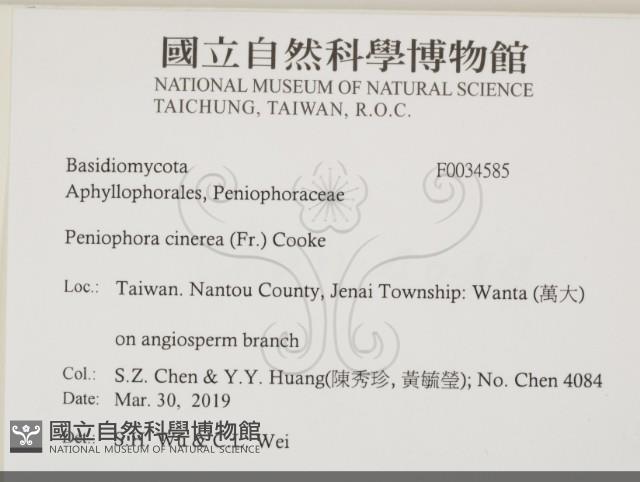 國立自然科學博物館
NATIONAL MUSEUM OF NATURAL SCIENCE
TAICHUNG, TAIWAN, R.O.C.
Basidiomycota F0034585
Aphyllophorales, Peniophoraceae
Peniophora cinerea (Fr.) Cooke
Loc.: Taiwan. Nantou County, Jenai Township: Wanta (萬大)
on angiosperm branch
Col.: S.Z. Chen & Y.Y. Huang(陳秀珍, 黃毓瑩); No. Chen 4084
Date: Mar. 30, 2019
Det.: S.H. Wu & C.L. Wei
國立自然科學博物館
NATIONAL MUSEUM OF NATURAL SCIENCE